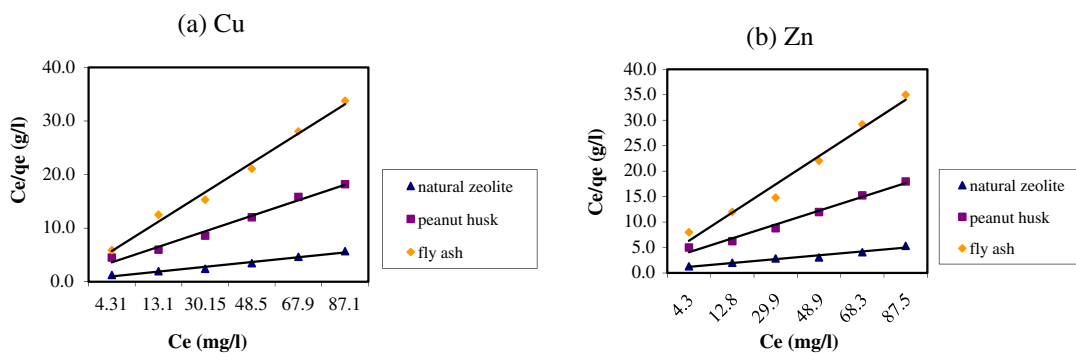 (a) Cu
40.0
30.0
20.0
10.0
0.0
Ce/qe (g/l)
4.31 13.1 30.15 48.5 67.9 87.1
Ce (mg/l)
natural zeolite
peanut husk
fly ash
(b) Zn
40.0
35.0
30.0
25.0
20.0
15.0
10.0
5.0
0.0
Ce/qe (g/l)
4.3 12.8 29.9 48.9 68.3 87.5
Ce (mg/l)
natural zeolite
peanut husk
fly ash